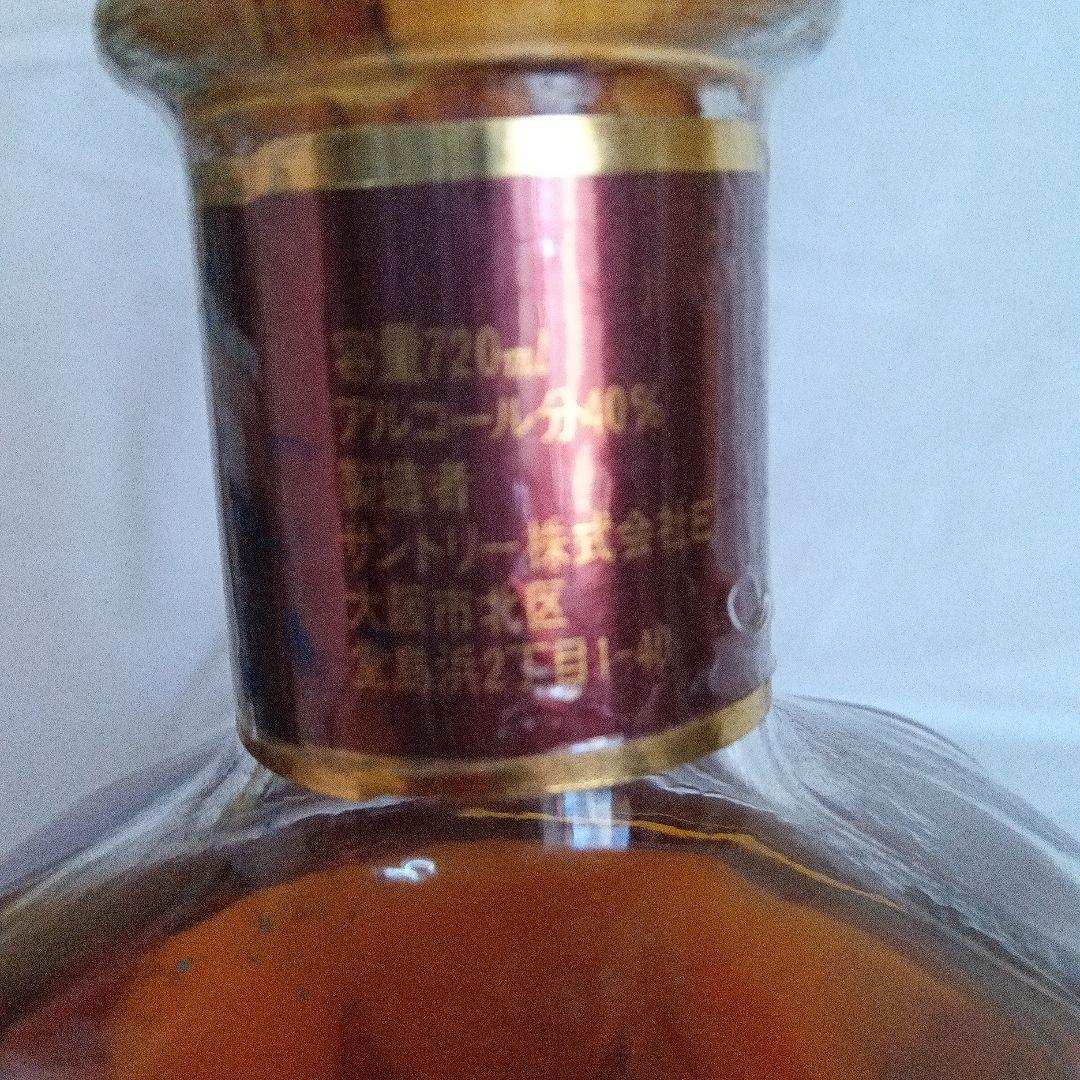 容量720mL
アルコール分40%
製造者
サントリー株式会社E
大阪市北区
堂島浜2丁目1-40